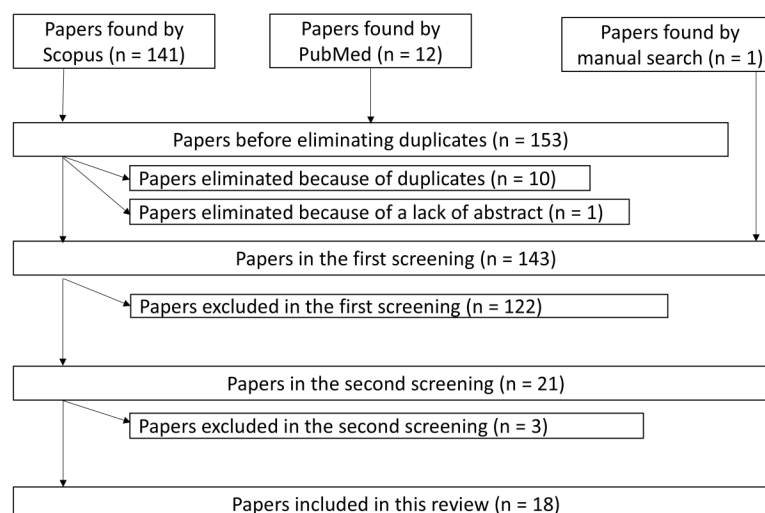 Papers found by
Scopus (n = 141)
Papers found by
PubMed (n = 12)
Papers found by
manual search (n = 1)
Papers before eliminating duplicates (n = 153)
Papers eliminated because of duplicates (n = 10)
Papers eliminated because of a lack of abstract (n = 1)
Papers in the first screening (n = 143)
Papers excluded in the first screening (n = 122)
Papers in the second screening (n = 21)
Papers excluded in the second screening (n = 3)
Papers included in this review (n = 18)